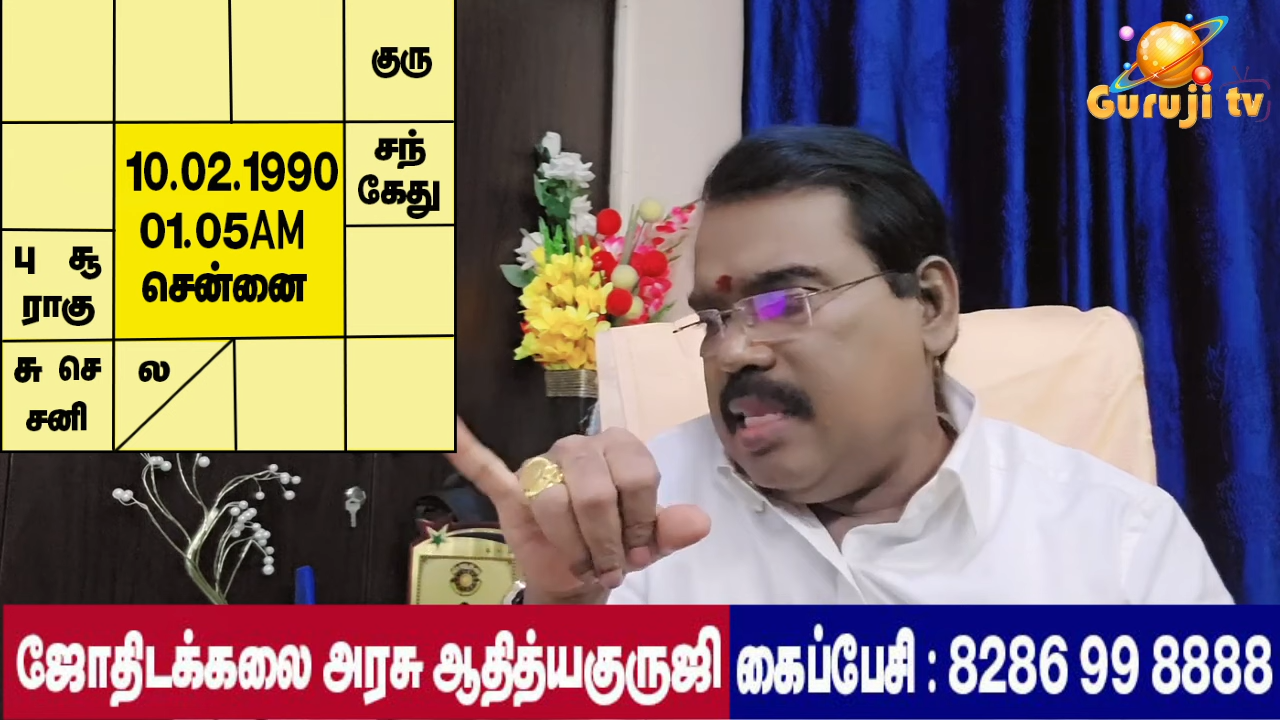 Guruji tv
குரு
சந்
கேது
10.02.1990
01.05AM
சென்னை
பு சூ
ராகு
சு செ
சனி
ல
ஜோதிடக்கலை அரசு ஆதித்யகுருஜி
கைப்பேசி : 8286 99 8888